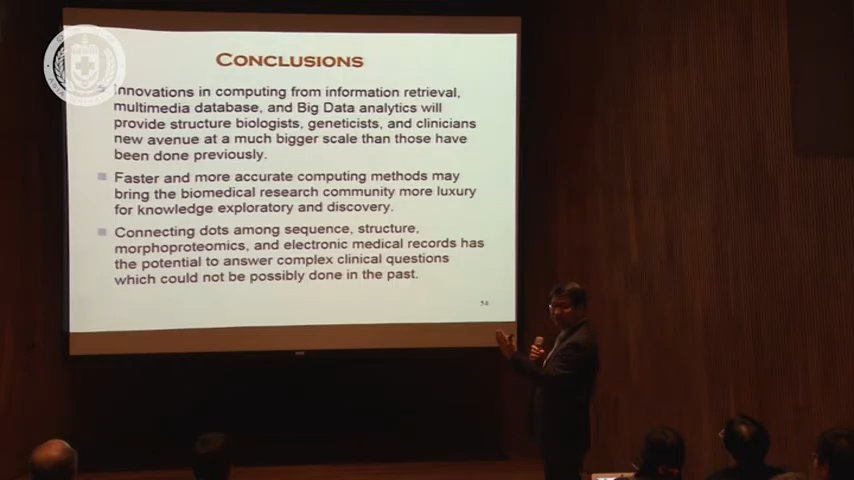 CONCLUSIONS
Innovations in computing from information retrieval,
multimedia database, and Big Data analytics will
provide structure biologists, geneticists, and clinicians
new avenue at a much bigger scale than those have
been done previously.
Faster and more accurate computing methods may
bring the biomedical research community more luxury
for knowledge exploratory and discovery.
Connecting dots among sequence, structure,
morphoproteomics, and electronic medical records has
the potential to answer complex clinical questions
which could not be possibly done in the past.
54